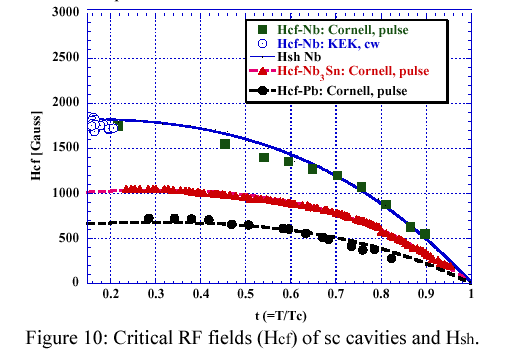 3000
2500
2000
1500
1000
500
0
Hcf [Gauss]
Hcf-Nb: Cornell, pulse
Hcf-Nb: KEK, cw
Hsh Nb
Hcf-Nb3Sn: Cornell, pulse
Hcf-Pb: Cornell, pulse
0.2 0.3 0.4 0.5 0.6 0.7 0.8 0.9 1
t (=T/Tc)
Figure 10: Critical RF fields (Hcf) of sc cavities and Hsh.